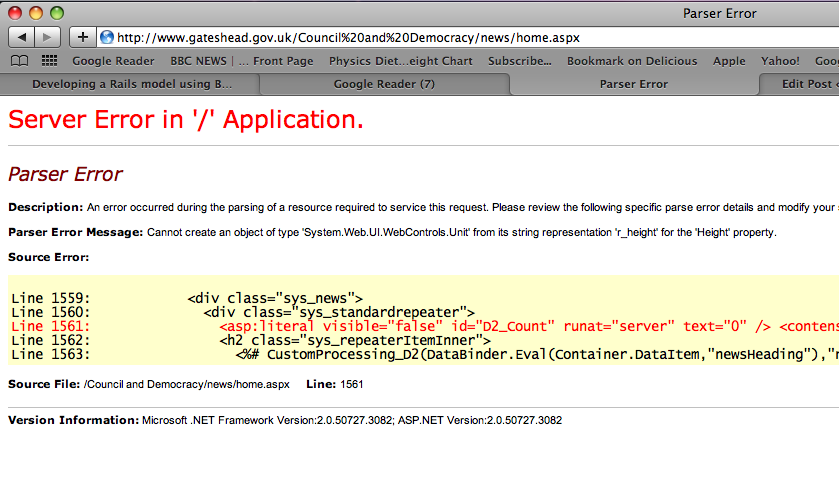 Parser Error
http://www.gateshead.gov.uk/Council%20and%20Democracy/news/home.aspx
Google Reader BBC NEWS | ... Front Page Physics Diet...eight Chart Subscribe... Bookmark on Delicious Apple Yahoo! Goo
Developing a Rails model using B... Google Reader (7) Parser Error Edit Post
Server Error in '/' Application.
Parser Error
Description: An error occurred during the parsing of a resource required to service this request. Please review the following specific parse error details and modify your
Parser Error Message: Cannot create an object of type 'System.Web.UI.WebControls.Unit' from its string representation 'r_height' for the 'Height' property.
Source Error:
Line 1559: <div class="sys_news">
Line 1560: <div class="sys_standardrepeater">
Line 1561: <asp:literal visible="false" id="D2_Count" runat="server" text="0" /> <contens
Line 1562: <h2 class="sys_repeaterItemInner">
Line 1563: <%# CustomProcessing_D2(DataBinder.Eval(Container.DataItem,"newsHeading"),"
Source File: /Council and Democracy/news/home.aspx Line: 1561
Version Information: Microsoft .NET Framework Version:2.0.50727.3082; ASP.NET Version:2.0.50727.3082